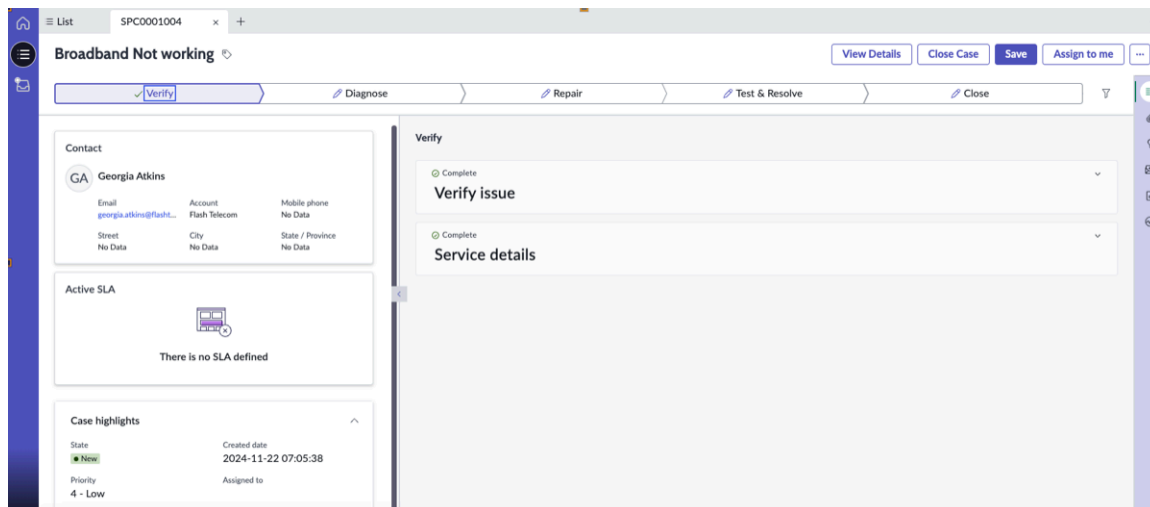 List
SPC0001004
Broadband Not working
View Details
Close Case
Save
Assign to me
Verify
Diagnose
Repair
Test & Resolve
Close
Contact
GA
Georgia Atkins
Email
Account
Mobile phone
georgia.atkins@flasht...
Flash Telecom
No Data
Street
City
State / Province
No Data
No Data
No Data
Active SLA
There is no SLA defined
Case highlights
State
Created date
New
2024-11-22 07:05:38
Priority
Assigned to
4 - Low
Verify
Complete
Verify issue
Complete
Service details